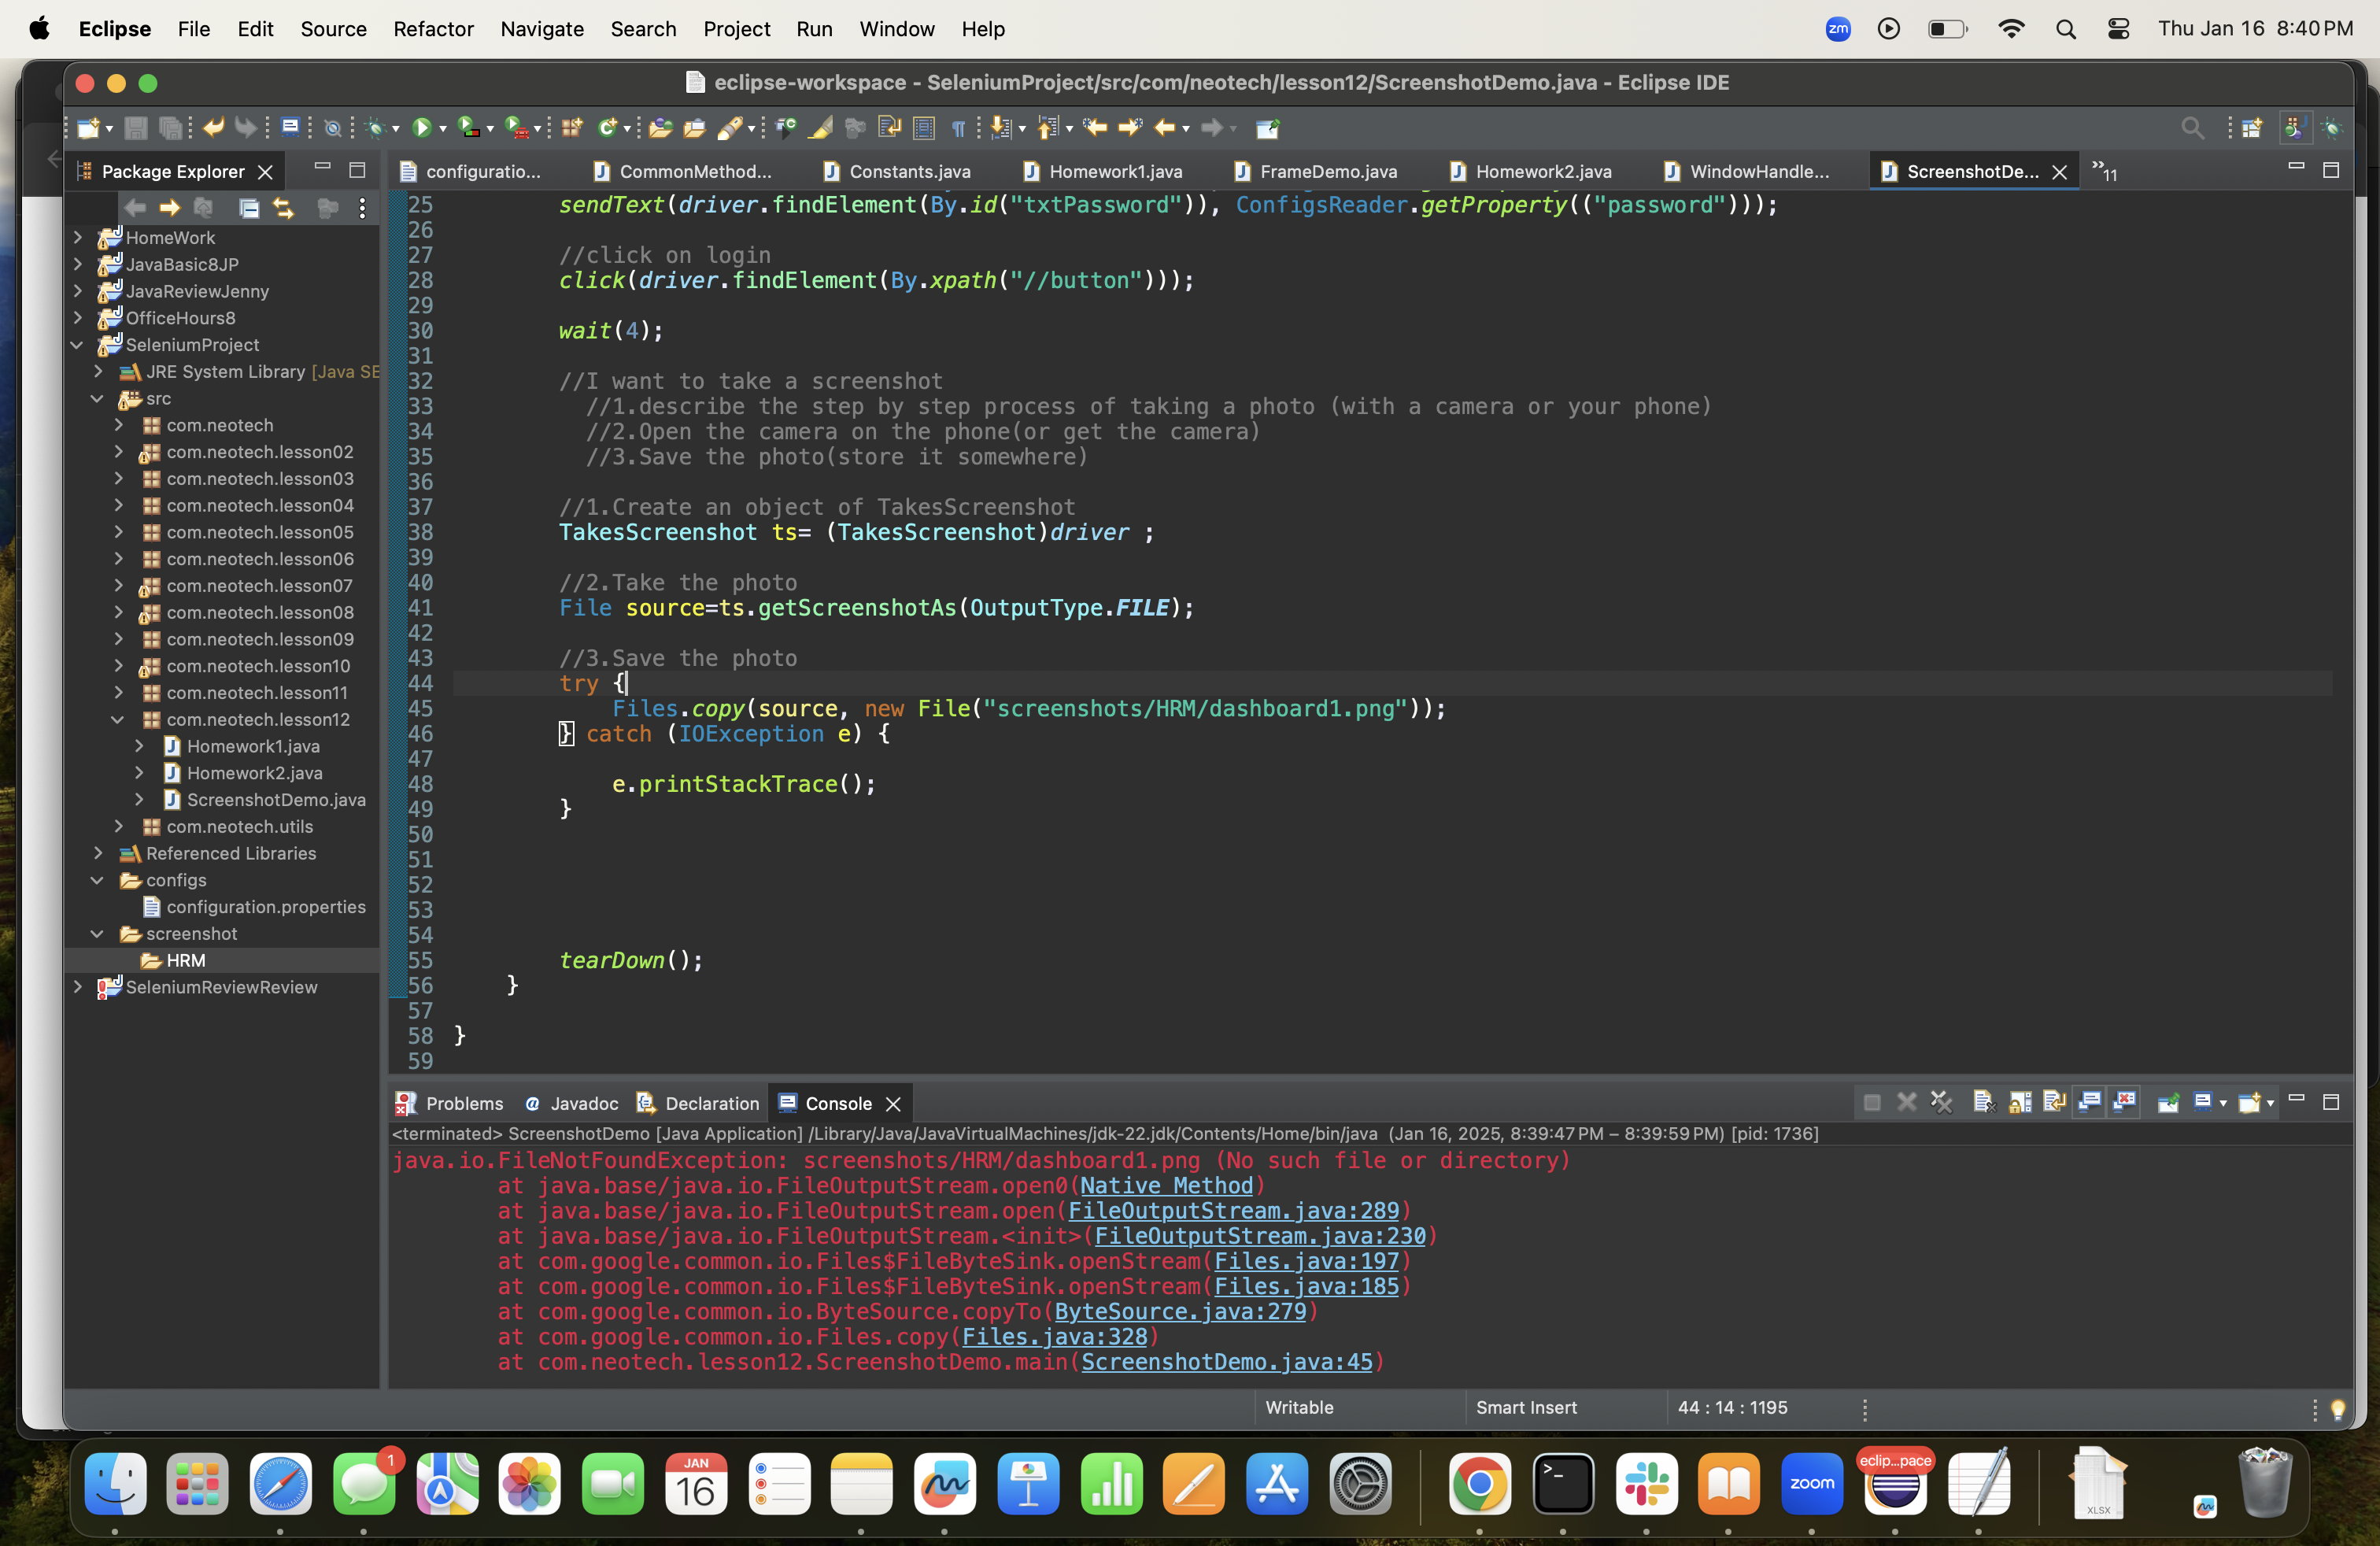 Eclipse File Edit Source Refactor Navigate Search Project Run Window Help zm Thu Jan 16 8:40 PM
eclipse-workspace - SeleniumProject/src/com/neotech/lesson12/ScreenshotDemo.java - Eclipse IDE
Package Explorer
configuratio...
CommonMethod...
Constants.java
Homework1.java
FrameDemo.java
Homework2.java
WindowHandle...
ScreenshotDe...
11
HomeWork
JavaBasic8JP
JavaReviewJenny
OfficeHours8
SeleniumProject
JRE System Library [Java SE
src
com.neotech
com.neotech.lesson02
com.neotech.lesson03
com.neotech.lesson04
com.neotech.lesson05
com.neotech.lesson06
com.neotech.lesson07
com.neotech.lesson08
com.neotech.lesson09
com.neotech.lesson10
com.neotech.lesson11
com.neotech.lesson12
Homework1.java
Homework2.java
ScreenshotDemo.java
com.neotech.utils
Referenced Libraries
configs
configuration.properties
screenshot
HRM
SeleniumReviewReview
25 sendText(driver.findElement(By.id("txtPassword")), ConfigsReader.getProperty(("password")));
26
27 //click on login
28 click(driver.findElement(By.xpath("//button")));
29
30 wait(4);
31
32 //I want to take a screenshot
33 //1.describe the step by step process of taking a photo (with a camera or your phone)
34 //2.Open the camera on the phone(or get the camera)
35 //3.Save the photo(store it somewhere)
36
37 //1.Create an object of TakesScreenshot
38 TakesScreenshot ts= (TakesScreenshot)driver ;
39
40 //2.Take the photo
41 File source=ts.getScreenshotAs(OutputType.FILE);
42
43 //3.Save the photo
44 try {
45 Files.copy(source, new File("screenshots/HRM/dashboard1.png"));
46 } catch (IOException e) {
47
48 e.printStackTrace();
49 }
50
51
52
53
54
55 tearDown();
56 }
57
58 }
59
Problems @ Javadoc Declaration Console
<terminated> ScreenshotDemo [Java Application] /Library/Java/JavaVirtualMachines/jdk-22.jdk/Contents/Home/bin/java (Jan 16, 2025, 8:39:47 PM – 8:39:59 PM) [pid: 1736]
java.io.FileNotFoundException: screenshots/HRM/dashboard1.png (No such file or directory)
at java.base/java.io.FileOutputStream.open0(Native Method)
at java.base/java.io.FileOutputStream.open(FileOutputStream.java:289)
at java.base/java.io.FileOutputStream.<init>(FileOutputStream.java:230)
at com.google.common.io.Files$FileByteSink.openStream(Files.java:197)
at com.google.common.io.Files$FileByteSink.openStream(Files.java:185)
at com.google.common.io.ByteSource.copyTo(ByteSource.java:279)
at com.google.common.io.Files.copy(Files.java:328)
at com.neotech.lesson12.ScreenshotDemo.main(ScreenshotDemo.java:45)
Writable Smart Insert 44 : 14 : 1195
1
JAN
16
zoom
eclip...pace
XLSX